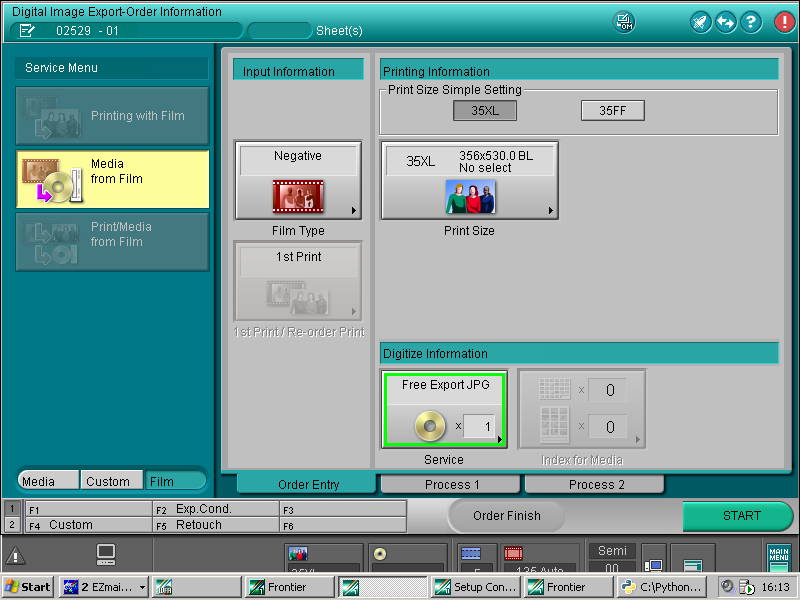 Digital Image Export-Order Information
02529 - 01
Sheet(s)
Service Menu
Printing with Film
Media
from Film
Print/Media
from Film
Media
Custom
Film
Input Information
Negative
Film Type
1st Print
1st Print / Re-order Print
Printing Information
Print Size Simple Setting
35XL
35FF
35XL
356x530.0 BL
No select
Print Size
Digitize Information
Free Export JPG
x 1
Service
x 0
x 0
Index for Media
Order Entry
Process 1
Process 2
1 F1 F2 Exp.Cond. F3
2 F4 Custom F5 Retouch F6
Order Finish
START
135 Auto
Semi
00
MAIN
MENU
Start
2 EZmai...
Frontier
Setup Con...
Frontier
C:\Python...
16:13